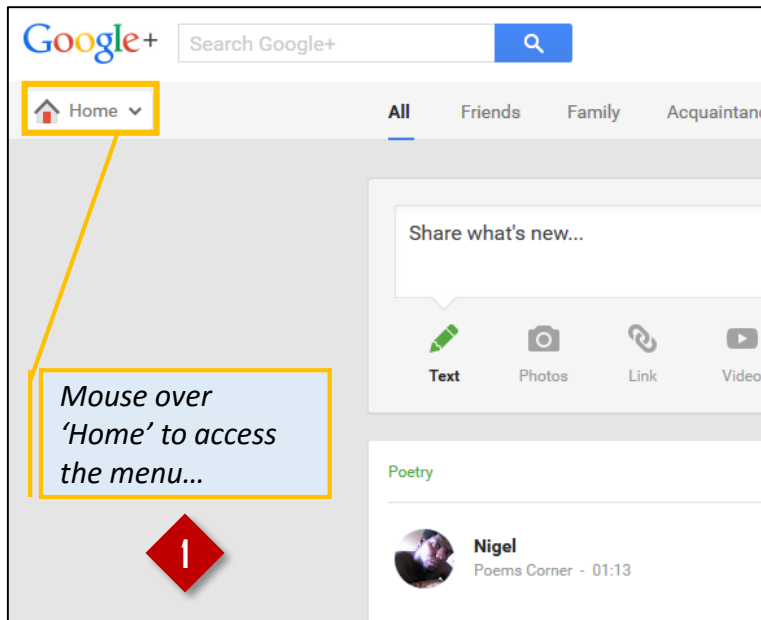 Google+
Search Google+
Home
All Friends Family Acquaintan
Share what's new...
Text Photos Link Video
Mouse over
‘Home’ to access
the menu…
Poetry
1
Nigel
Poems Corner - 01:13